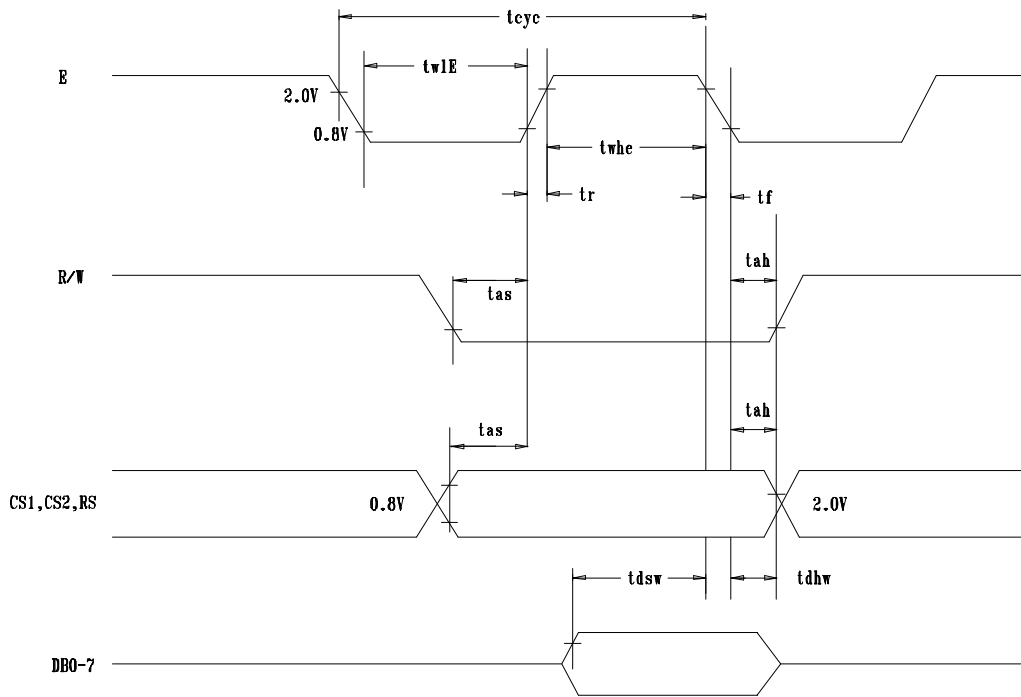 tcyc
twlE
E
2.0V
0.8V
twhe
tr
tf
R/W
tas
tah
tas
tah
CS1,CS2,RS
0.8V
2.0V
tdsw
tdhw
DB0-7